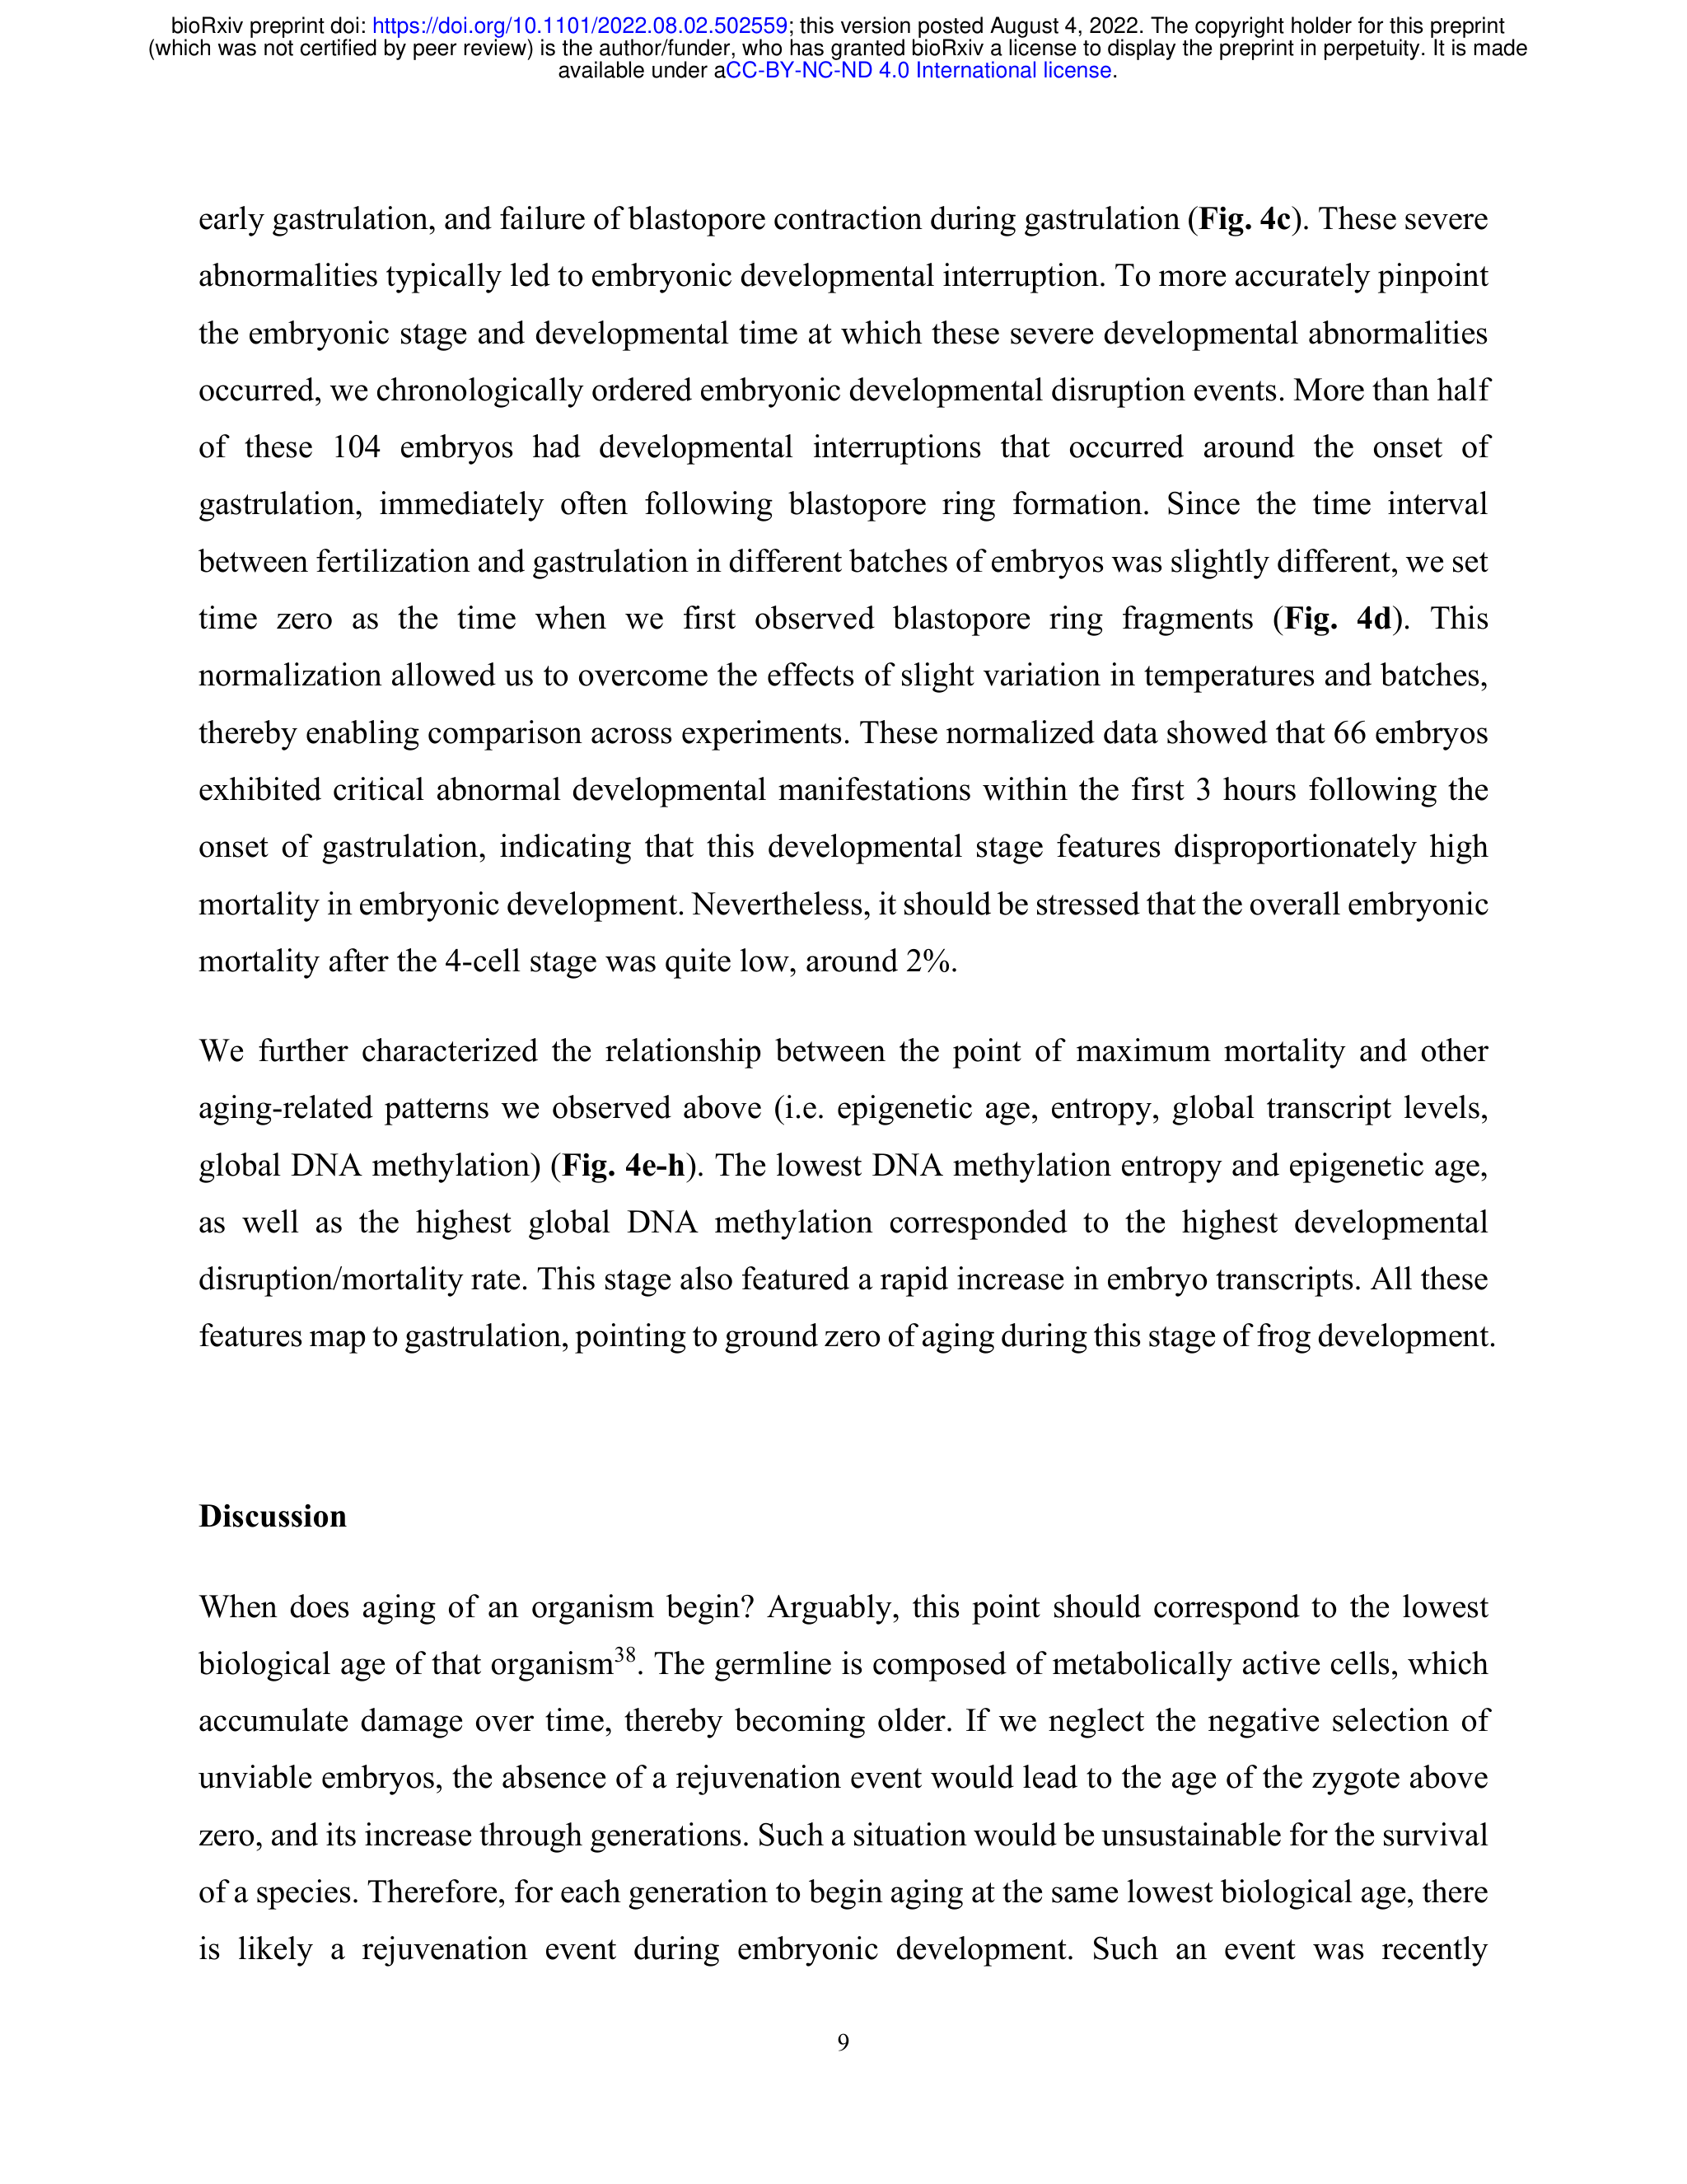 bioRxiv preprint doi: https://doi.org/10.1101/2022.08.02.502559; this version posted August 4, 2022. The copyright holder for this preprint
(which was not certified by peer review) is the author/funder, who has granted bioRxiv a license to display the preprint in perpetuity. It is made
available under aCC-BY-NC-ND 4.0 International license.
early gastrulation, and failure of blastopore contraction during gastrulation (Fig. 4c). These severe
abnormalities typically led to embryonic developmental interruption. To more accurately pinpoint
the embryonic stage and developmental time at which these severe developmental abnormalities
occurred, we chronologically ordered embryonic developmental disruption events. More than half
of these 104 embryos had developmental interruptions that occurred around the onset of
gastrulation, immediately often following blastopore ring formation. Since the time interval
between fertilization and gastrulation in different batches of embryos was slightly different, we set
time zero as the time when we first observed blastopore ring fragments (Fig. 4d). This
normalization allowed us to overcome the effects of slight variation in temperatures and batches,
thereby enabling comparison across experiments. These normalized data showed that 66 embryos
exhibited critical abnormal developmental manifestations within the first 3 hours following the
onset of gastrulation, indicating that this developmental stage features disproportionately high
mortality in embryonic development. Nevertheless, it should be stressed that the overall embryonic
mortality after the 4-cell stage was quite low, around 2%.
We further characterized the relationship between the point of maximum mortality and other
aging-related patterns we observed above (i.e. epigenetic age, entropy, global transcript levels,
global DNA methylation) (Fig. 4e-h). The lowest DNA methylation entropy and epigenetic age,
as well as the highest global DNA methylation corresponded to the highest developmental
disruption/mortality rate. This stage also featured a rapid increase in embryo transcripts. All these
features map to gastrulation, pointing to ground zero of aging during this stage of frog development.
Discussion
When does aging of an organism begin? Arguably, this point should correspond to the lowest
biological age of that organism38. The germline is composed of metabolically active cells, which
accumulate damage over time, thereby becoming older. If we neglect the negative selection of
unviable embryos, the absence of a rejuvenation event would lead to the age of the zygote above
zero, and its increase through generations. Such a situation would be unsustainable for the survival
of a species. Therefore, for each generation to begin aging at the same lowest biological age, there
is likely a rejuvenation event during embryonic development. Such an event was recently
9